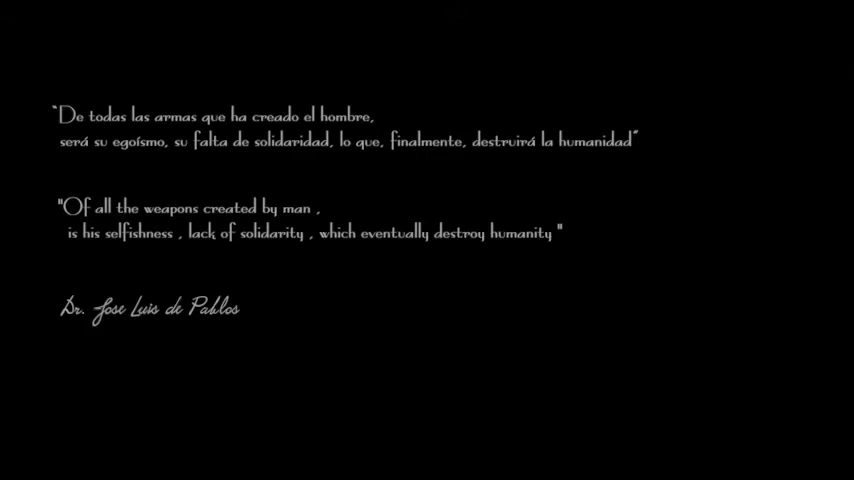 "De todas las armas que ha creado el hombre,
será su egoísmo, su falta de solidaridad, lo que, finalmente, destruirá la humanidad"
"Of all the weapons created by man ,
is his selfishness , lack of solidarity , which eventually destroy humanity "
Dr. Jose Luis de Pablos